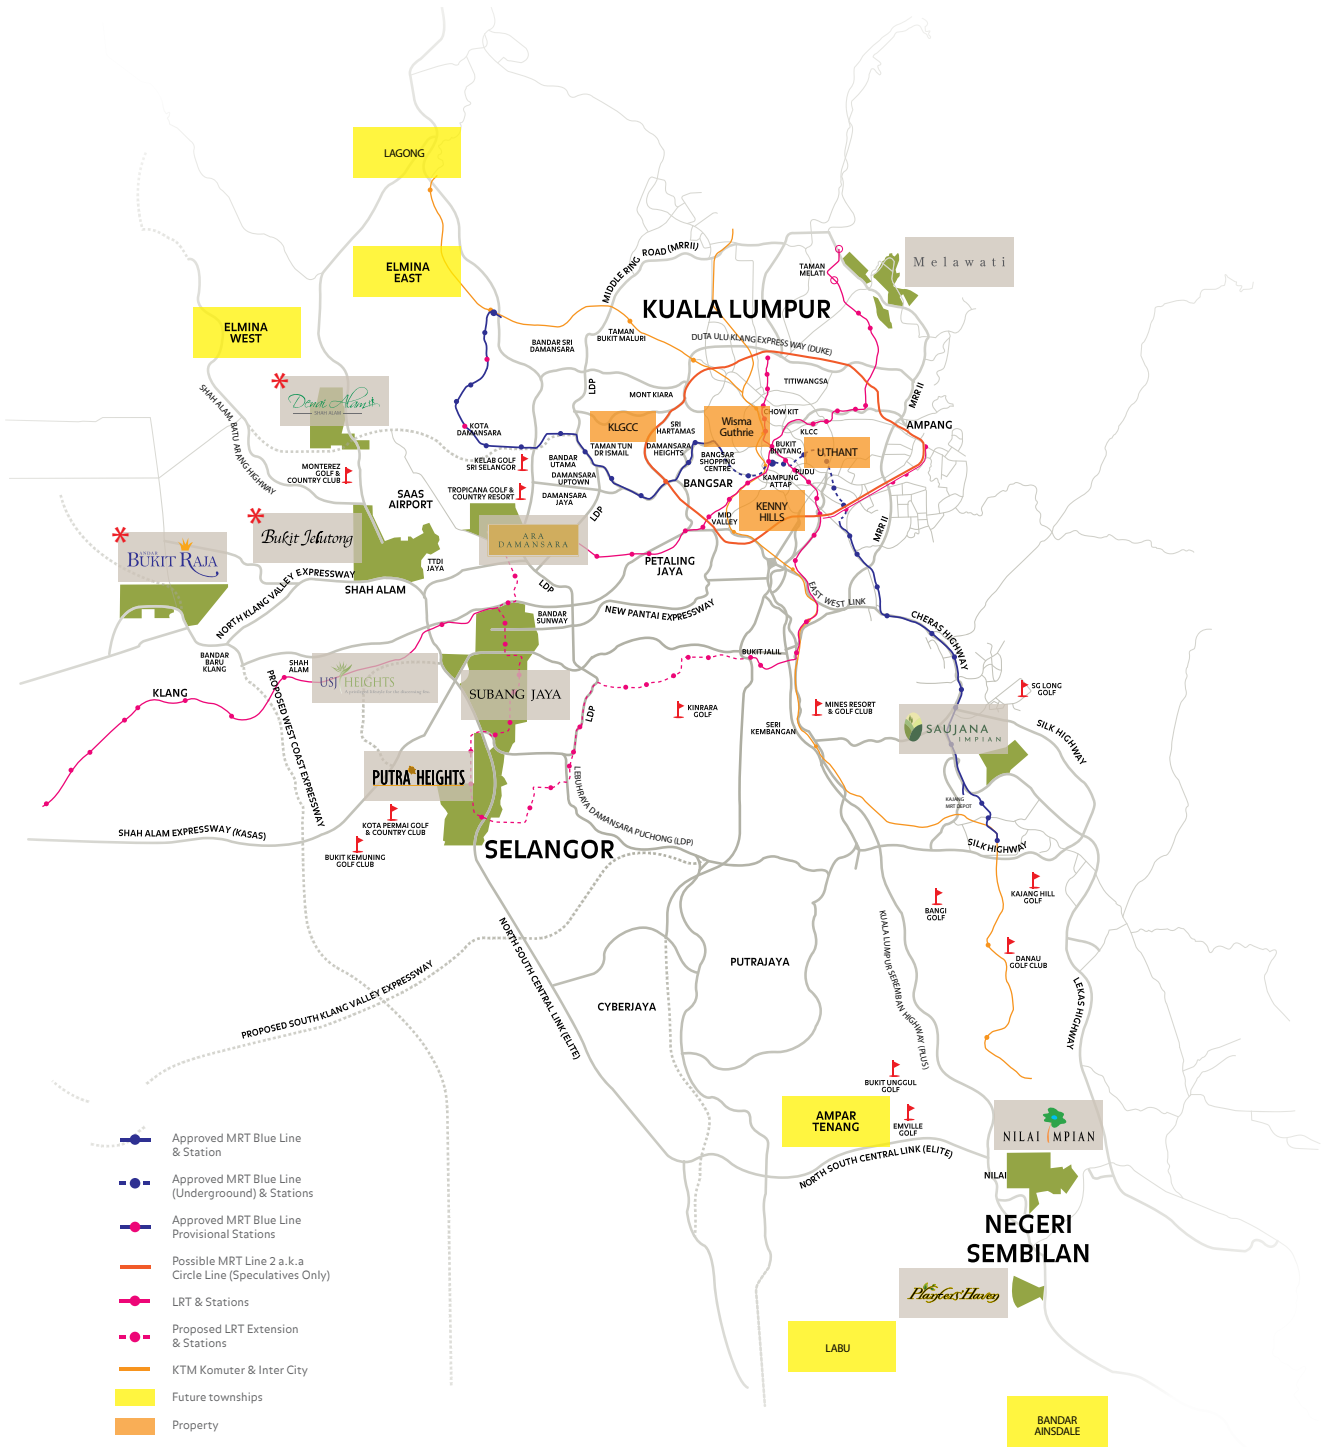 LAGONG
ELMINA
EAST
ELMINA
WEST
MIDDLE RING ROAD (MRRII)
TAMAN
MELATI
Melawati
KUALA LUMPUR
TAMAN
BUKIT MALURI
BANDAR SRI
DAMANSARA
DUTA ULU KLANG EXPRESS WAY (DUKE)
LDP
MONT KIARA
TITIWANGSA
MRR II
SHAH ALAM, BATU ARANG HIGHWAY
Denai Alam
SHAH ALAM
KLGCC
SRI
HARTAMAS
Wisma
Guthrie
CHOW KIT
KLCC
AMPANG
KOTA
DAMANSARA
TAMAN TUN
DR ISMAIL
DAMANSARA
HEIGHTS
BUKIT
BINTANG
U.THANT
MONTEREZ
GOLF &
COUNTRY CLUB
KELAB GOLF
SRI SELANGOR
BANDAR
UTAMA
BANGSAR
SHOPPING
CENTRE
PUDU
KAMPUNG
ATTAP
DAMANSARA
UPTOWN
BANGSAR
SAAS
AIRPORT
TROPICANA GOLF &
COUNTRY RESORT
DAMANSARA
JAYA
LDP
MID
VALLEY
KENNY
HILLS
MRR II
Bukit Jelutong
ARA
DAMANSARA
BANDAR
BUKIT RAJA
TTDI
JAYA
PETALING
JAYA
NORTH KLANG VALLEY EXPRESSWAY
SHAH ALAM
LDP
EAST WEST LINK
NEW PANTAI EXPRESSWAY
BANDAR
SUNWAY
CHERAS HIGHWAY
BANDAR
BARU
KLANG
SHAH
ALAM
BUKIT JALIL
USJ HEIGHTS
SUBANG JAYA
KLANG
PROPOSED WEST COAST EXPRESSWAY
LDP
KINRARA
GOLF
MINES RESORT
& GOLF CLUB
SG LONG
GOLF
SERI
KEMBANGAN
SAUJANA
IMPIAN
SILK HIGHWAY
PUTRA HEIGHTS
LEBUHRAYA DAMANSARA PUCHONG (LDP)
KAJANG
MRT DEPOT
SHAH ALAM EXPRESSWAY (KASAS)
KOTA PERMAI GOLF
& COUNTRY CLUB
BUKIT KEMUNING
GOLF CLUB
SELANGOR
SILK HIGHWAY
KAJANG HILL
GOLF
BANGI
GOLF
DANAU
GOLF CLUB
NORTH SOUTH CENTRAL LINK (ELITE)
KUALA LUMPUR SEREMBAN HIGHWAY (PLUS)
LEKAS HIGHWAY
PUTRAJAYA
CYBERJAYA
PROPOSED SOUTH KLANG VALLEY EXPRESSWAY
BUKIT UNGGUL
GOLF
AMPAR
TENANG
EMVILLE
GOLF
NORTH SOUTH CENTRAL LINK (ELITE)
NILAI IMPIAN
NILAI
NEGERI
SEMBILAN
Planters' Haven
LABU
BANDAR
AINSDALE
Approved MRT Blue Line
& Station
Approved MRT Blue Line
(Undergroound) & Stations
Approved MRT Blue Line
Provisional Stations
Possible MRT Line 2 a.k.a
Circle Line (Speculatives Only)
LRT & Stations
Proposed LRT Extension
& Stations
KTM Komuter & Inter City
Future townships
Property